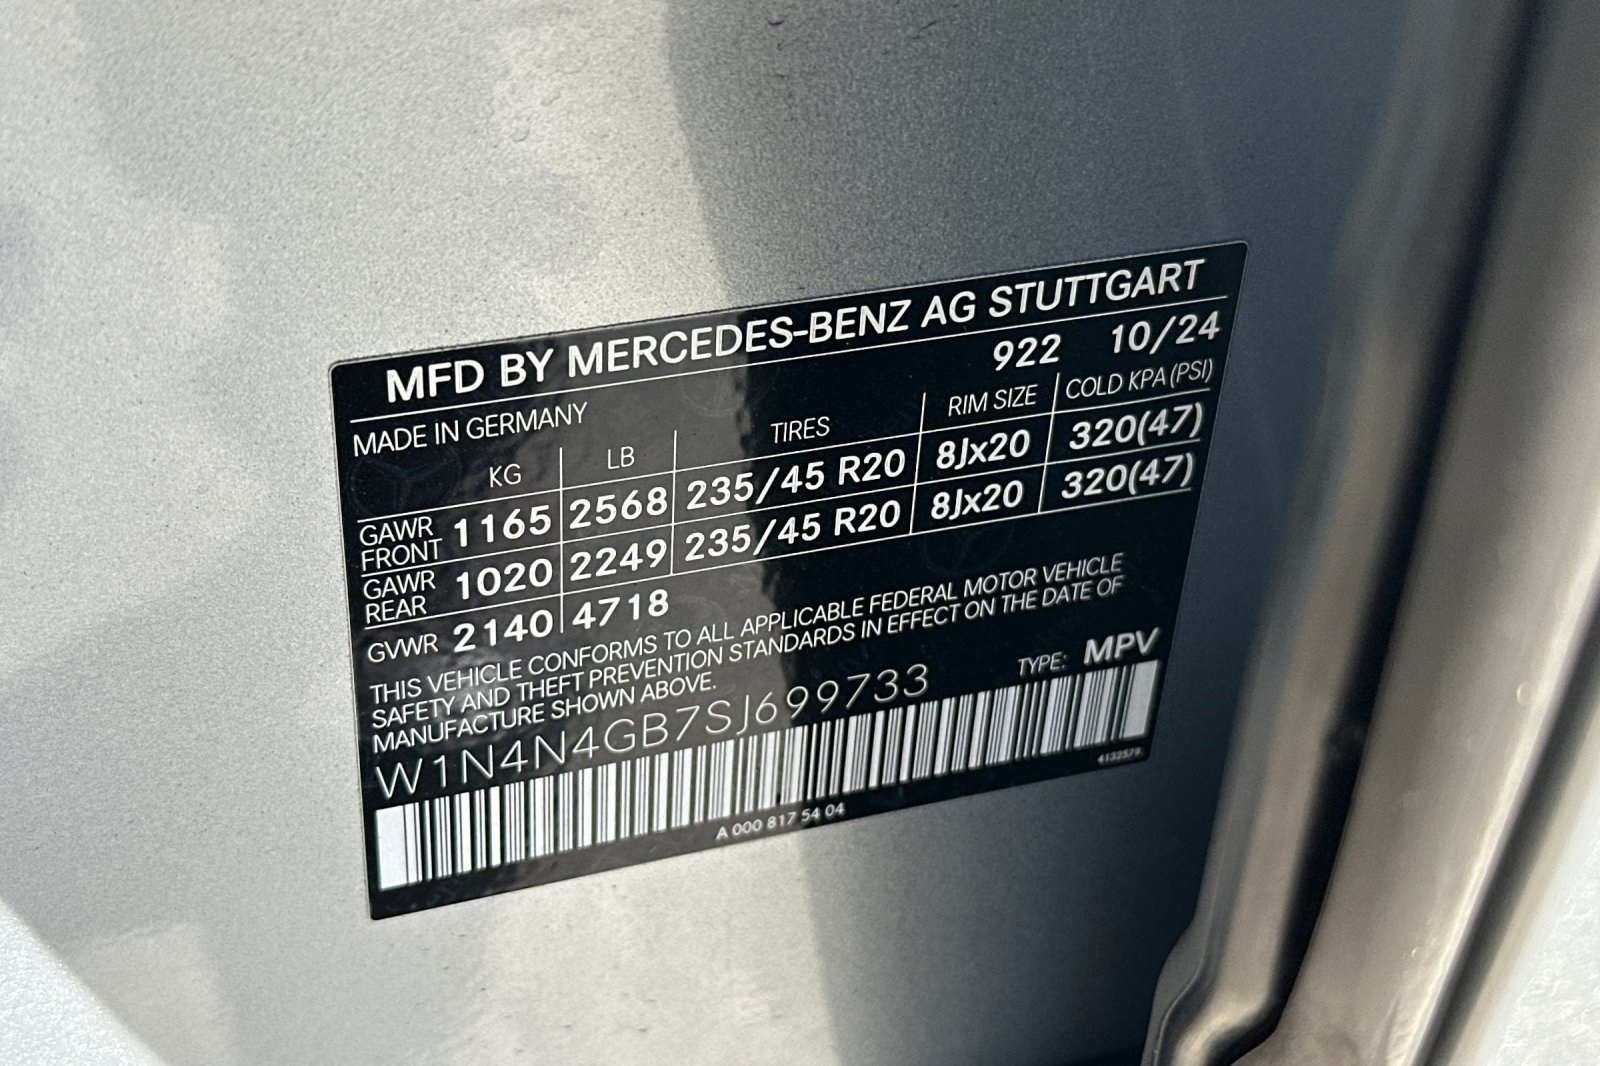 MFD BY MERCEDES-BENZ AG STUTTGART
MADE IN GERMANY 922 10/24
KG LB TIRES RIM SIZE COLD KPA(PSI)
GAWR FRONT 1165 2568 235/45 R20 8Jx20 320(47)
GAWR REAR 1020 2249 235/45 R20 8Jx20 320(47)
GVWR 2140 4718
THIS VEHICLE CONFORMS TO ALL APPLICABLE FEDERAL MOTOR VEHICLE
SAFETY AND THEFT PREVENTION STANDARDS IN EFFECT ON THE DATE OF
MANUFACTURE SHOWN ABOVE.
W1N4N4GB7SJ699733 TYPE: MPV
A 000 817 54 04 4132579